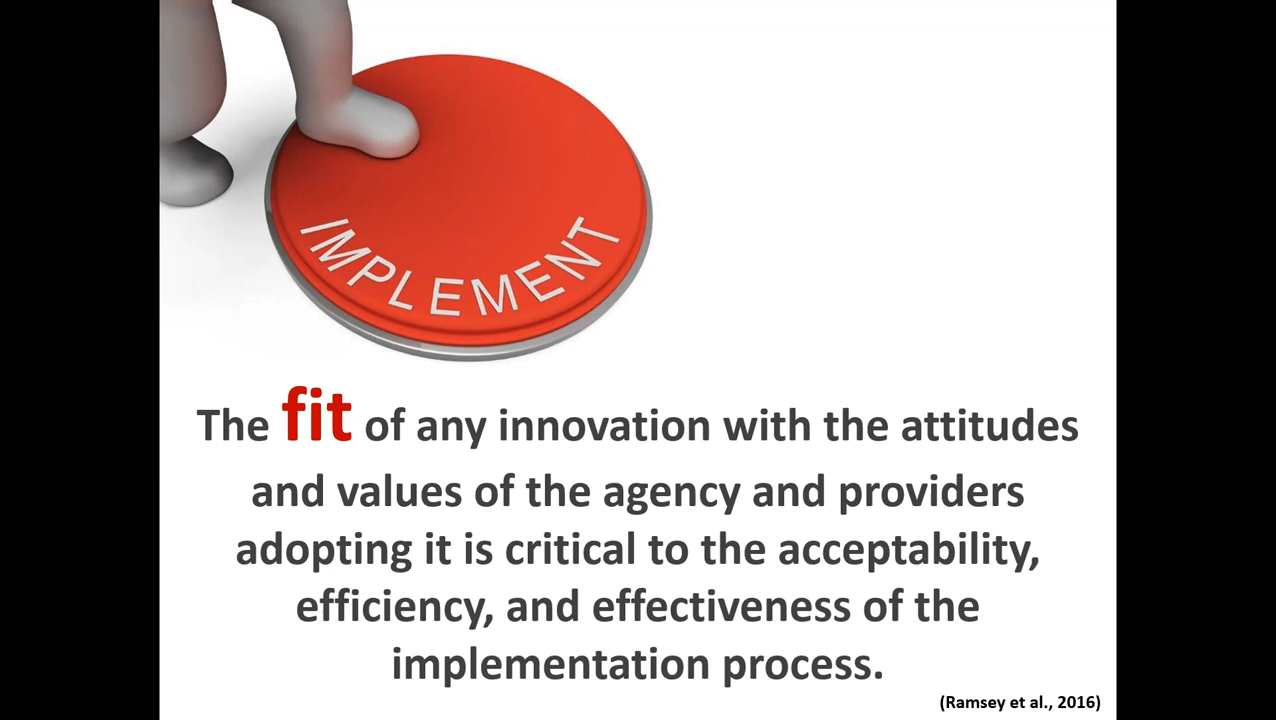 IMPLEMENT
The fit of any innovation with the attitudes
and values of the agency and providers
adopting it is critical to the acceptability,
efficiency, and effectiveness of the
implementation process.
(Ramsey et al., 2016)